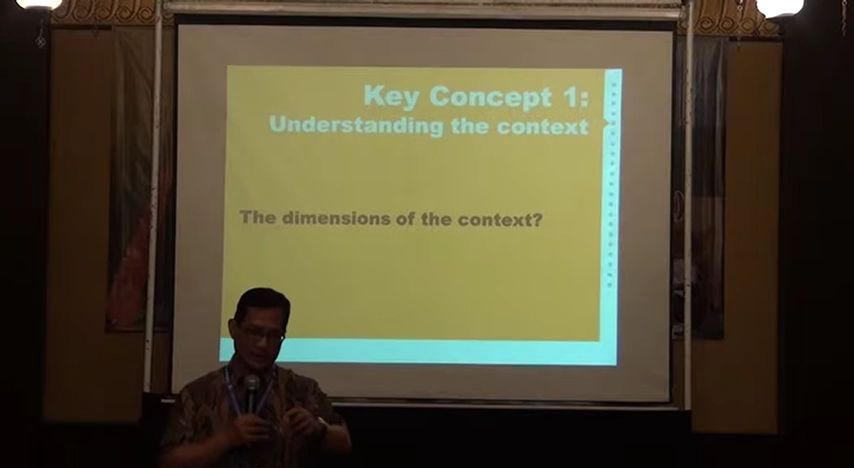 Key Concept 1:
Understanding the context
The dimensions of the context?